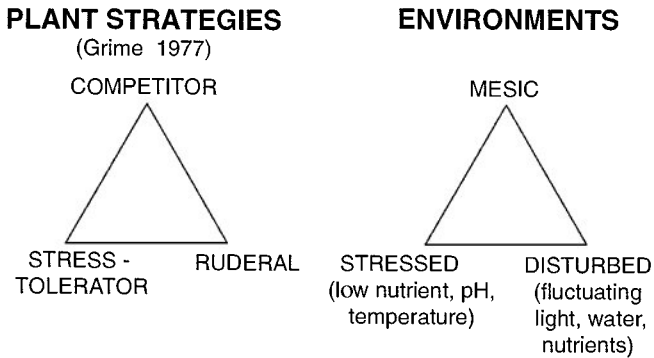 PLANT STRATEGIES
(Grime 1977)
COMPETITOR
STRESS -
TOLERATOR
RUDERAL
ENVIRONMENTS
MESIC
STRESSED
(low nutrient, pH,
temperature)
DISTURBED
(fluctuating
light, water,
nutrients)